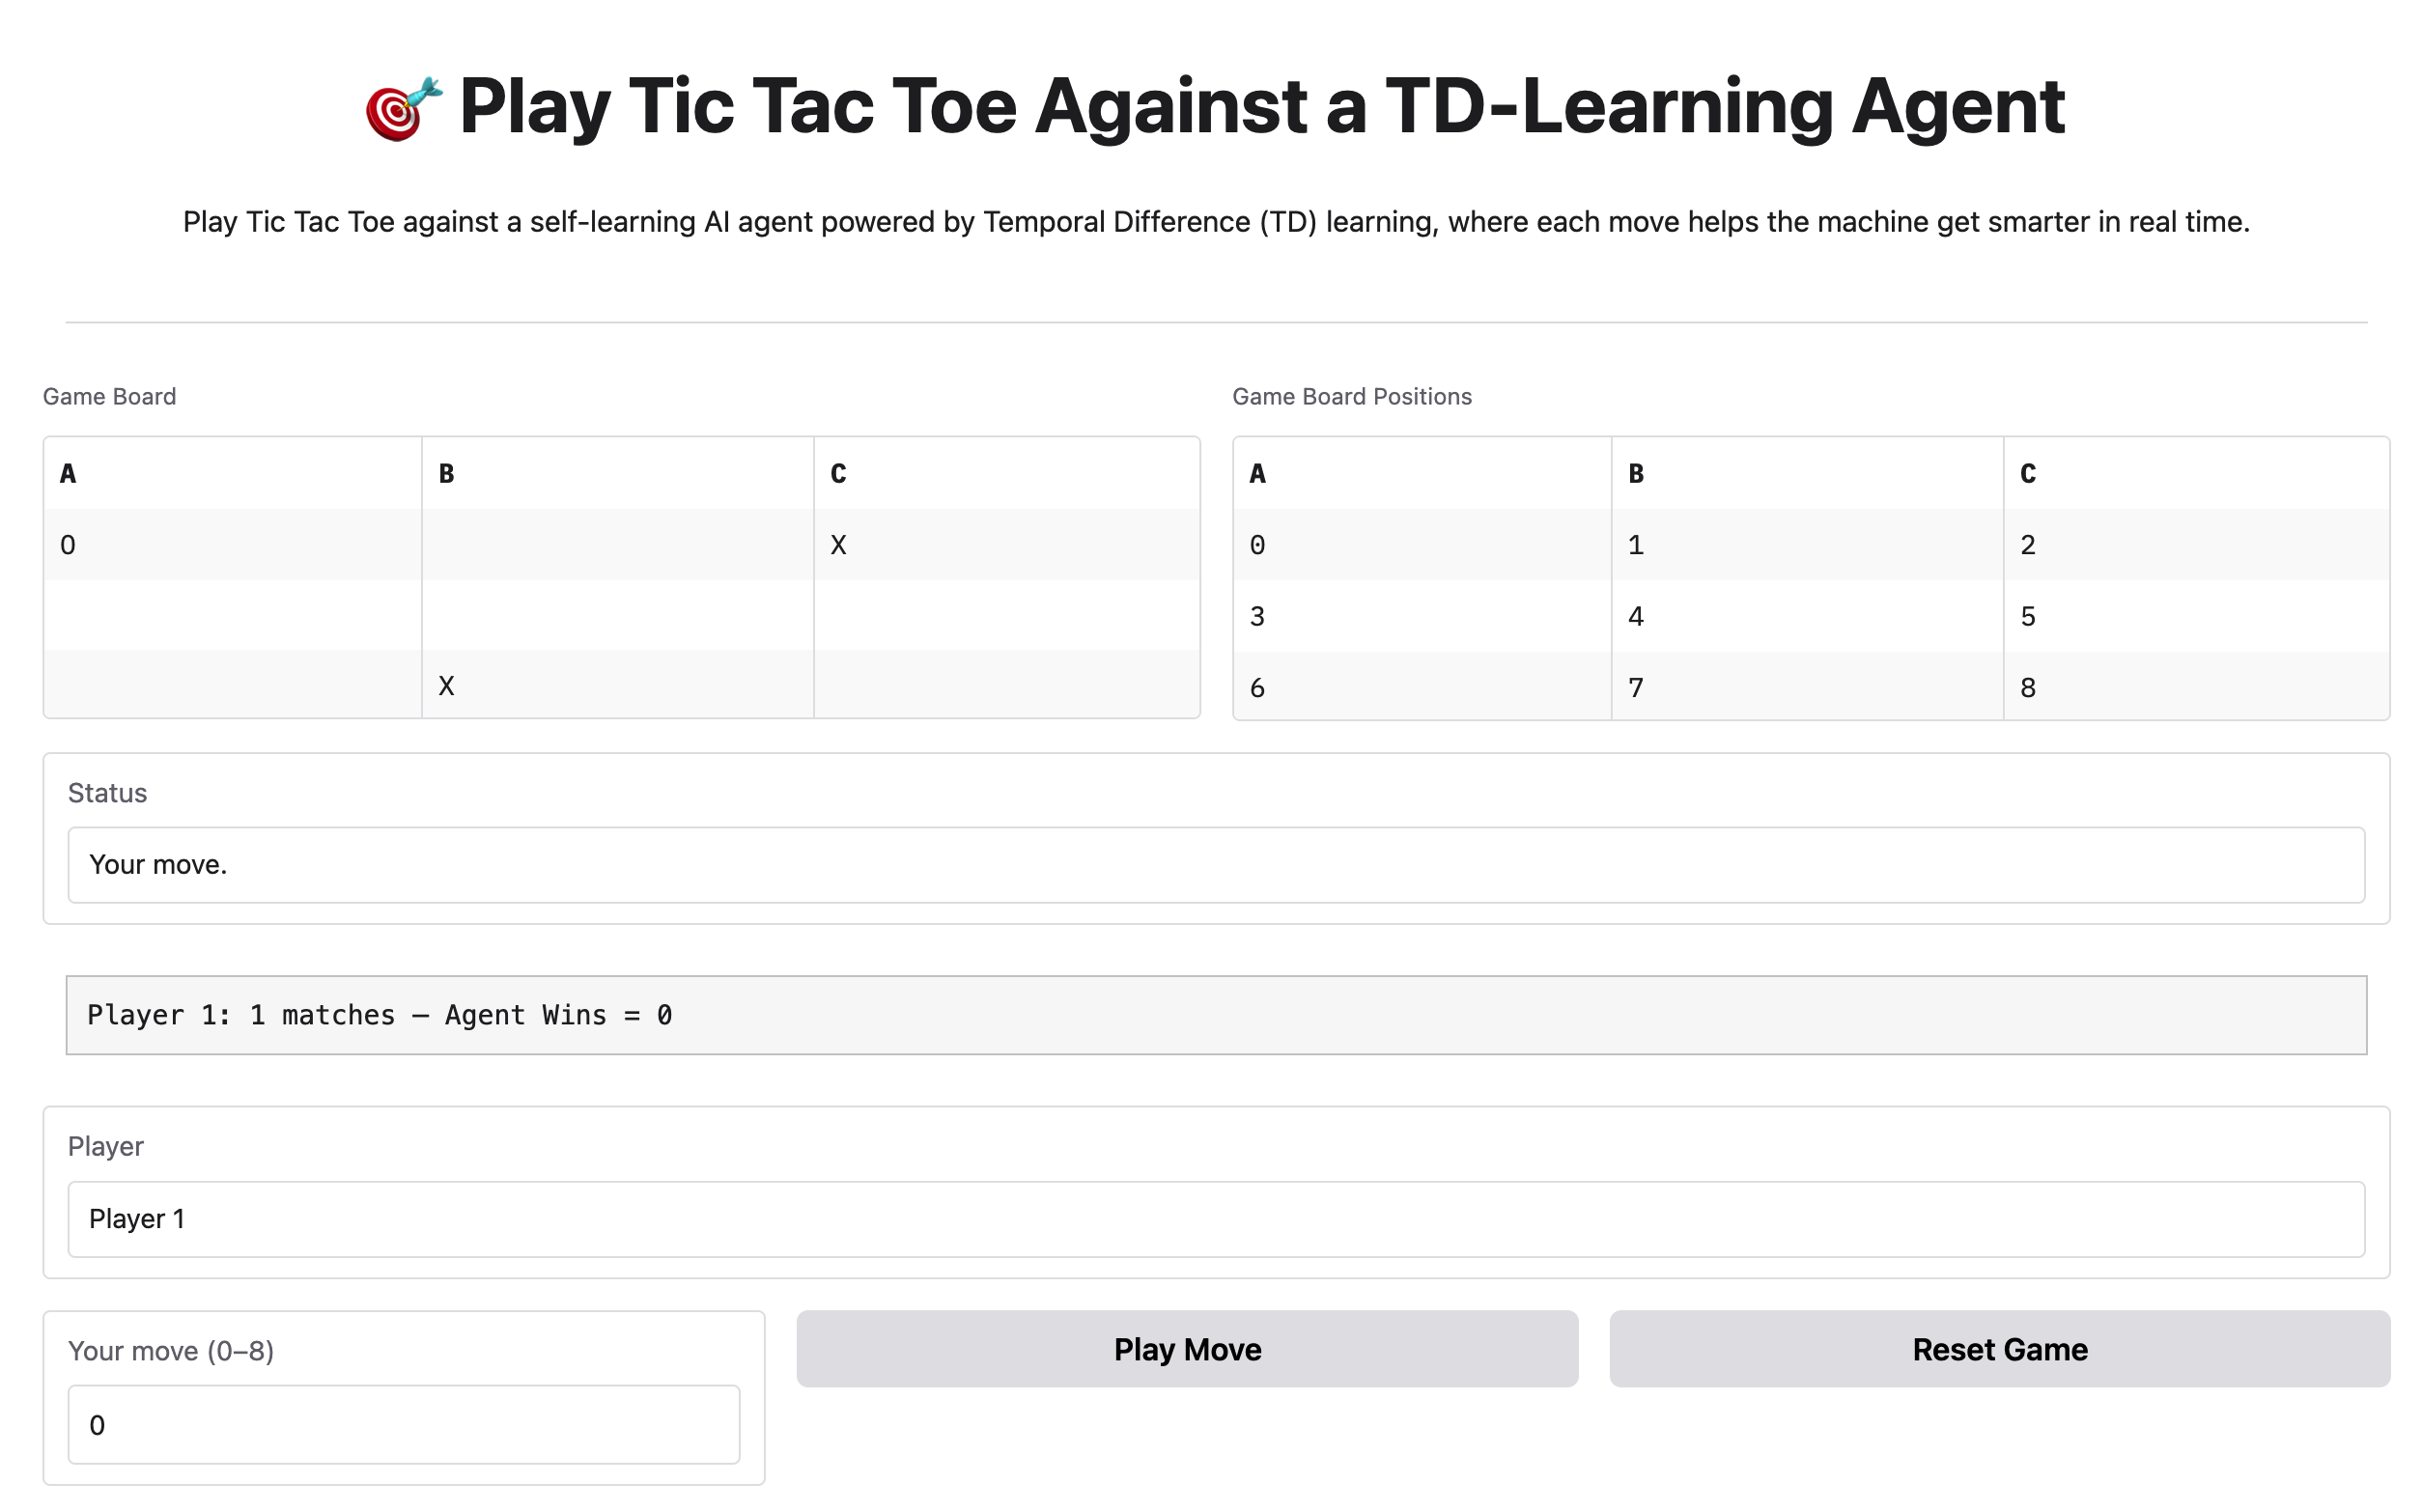 🎯 Play Tic Tac Toe Against a TD-Learning Agent
Play Tic Tac Toe against a self-learning AI agent powered by Temporal Difference (TD) learning, where each move helps the machine get smarter in real time.
Game Board
A B C
O X
X
Game Board Positions
A B C
0 1 2
3 4 5
6 7 8
Status
Your move.
Player 1: 1 matches — Agent Wins = 0
Player
Player 1
Your move (0–8)
0
Play Move
Reset Game